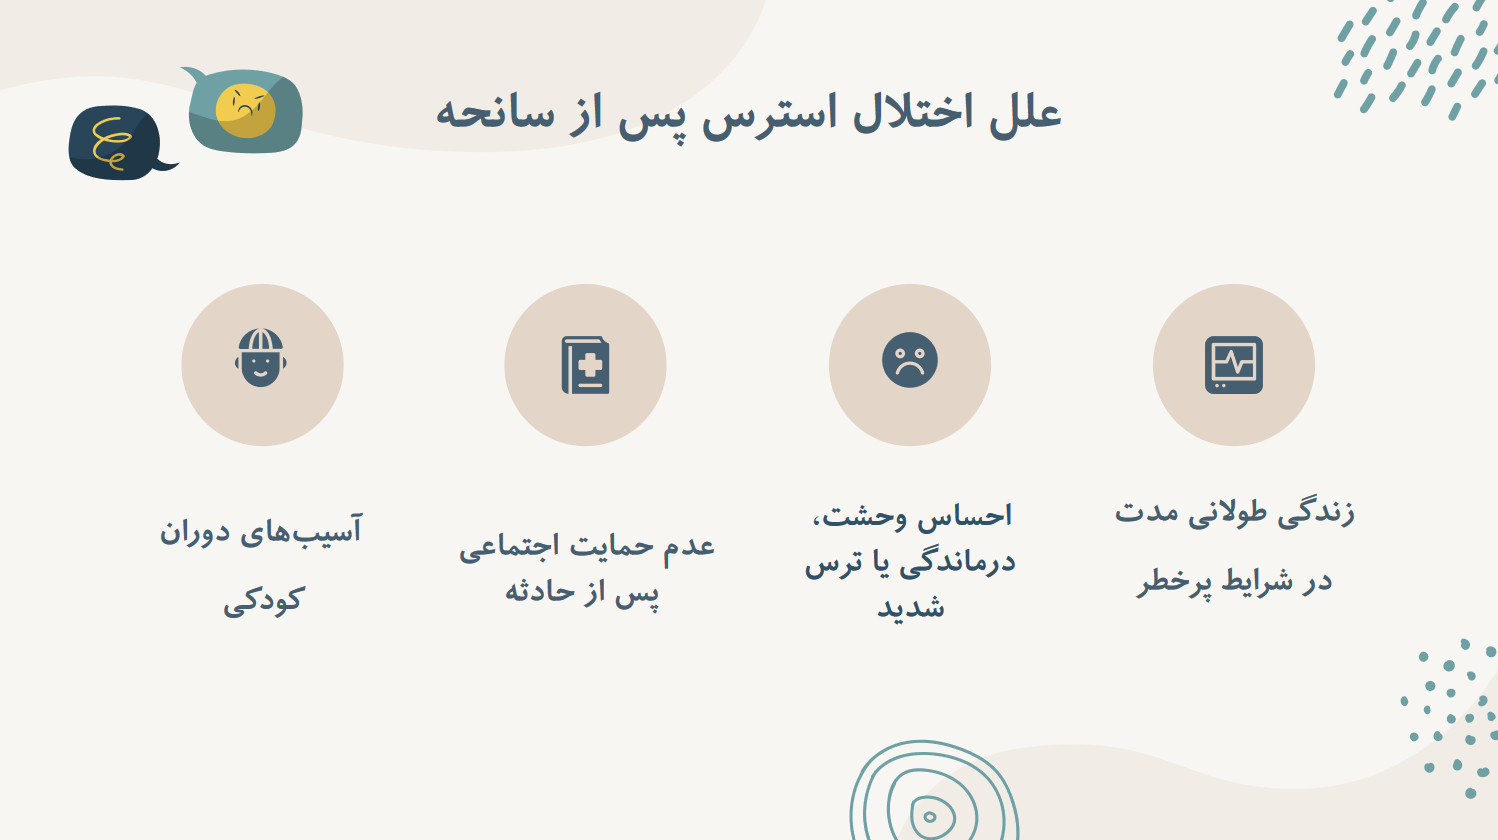 علل اختلال استرس پس از سانحه
زندگی طولانی مدت
در شرایط پرخطر
احساس وحشت،
درماندگی یا ترس
شدید
عدم حمایت اجتماعی
پس از حادثه
آسیب‌های دوران
کودکی